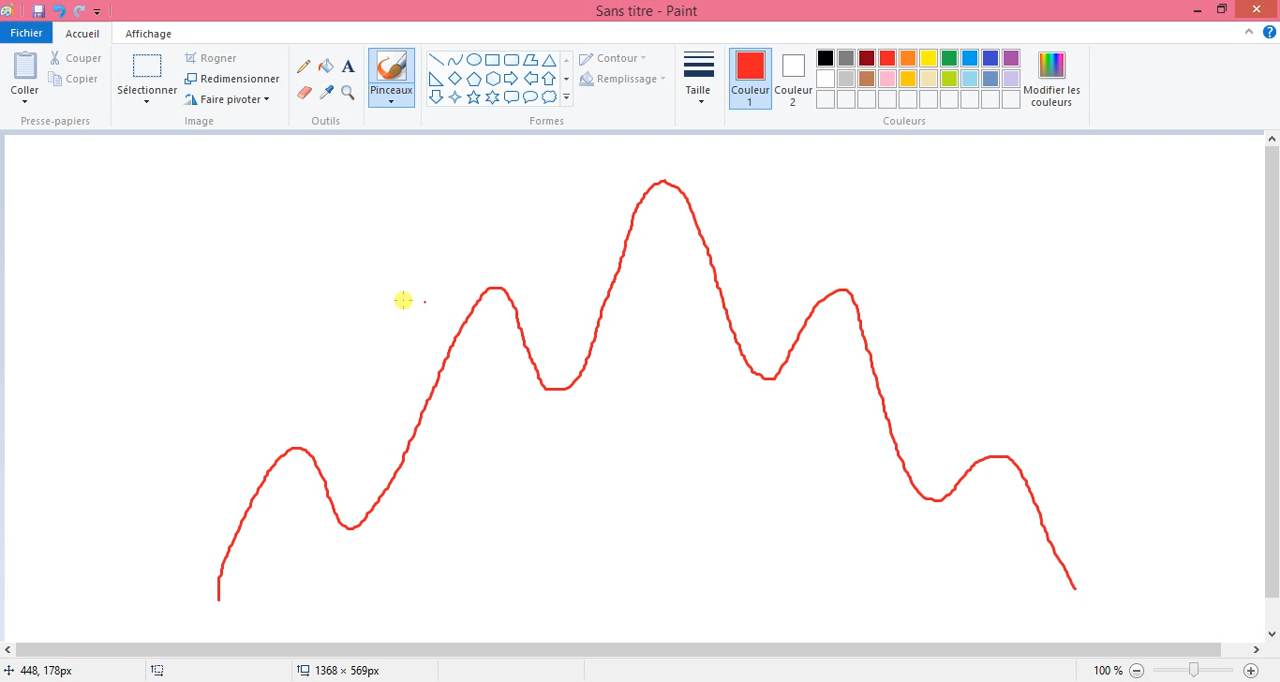 Sans titre - Paint
Fichier Accueil Affichage
Coller
Couper
Copier
Presse-papiers
Sélectionner
Rogner
Redimensionner
Faire pivoter
Image
A
Outils
Pinceaux
Contour
Remplissage
Formes
Taille
Couleur 1
Couleur 2
Modifier les couleurs
Couleurs
448, 178px
1368 × 569px
100 %